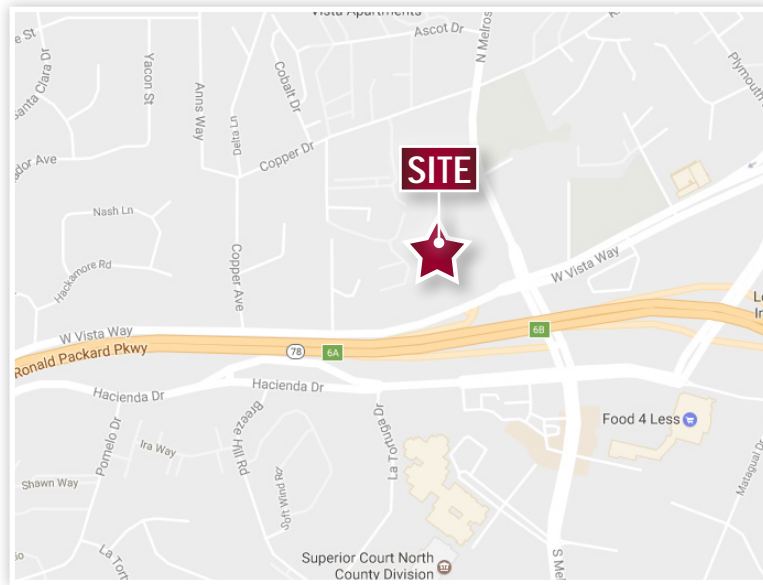 Vista Apartments
Ascot Dr
N Melros
e St
Santa Clara Dr
Yacon St
Anns Way
Cobalt Dr
Delta Ln
Plymouth
Copper Dr
SITE
dor Ave
Nash Ln
Hackamore Rd
Copper Ave
W Vista Way
Lo
In
W Vista Way
Ronald Packard Pkwy
78
6A
6B
Hacienda Dr
Hacienda Dr
Pomelo Dr
Breeze Hill Rd
La Tortuga Dr
Food 4 Less
Ira Way
Soft Wind Rd
Shawn Way
Matagual Dr
La Tort
Superior Court North
County Division
S Mel